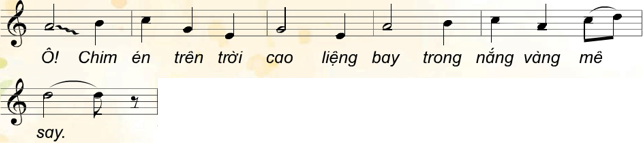 Ô! Chim én trên trời cao liệng bay trong nắng vàng mê
say.